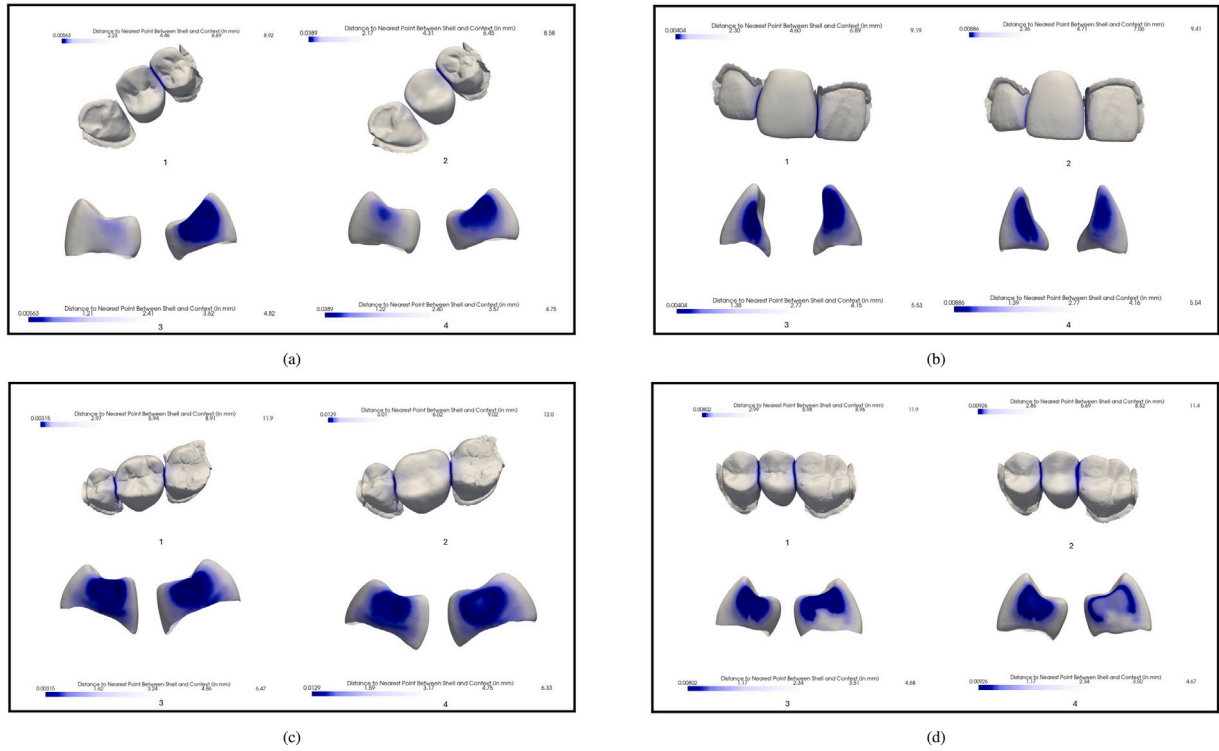 Distance to Nearest Point Between Shell and Context (in mm)
0.00563 2.23 4.46 6.69 8.92
Distance to Nearest Point Between Shell and Context (in mm)
0.0389 2.17 4.31 6.45 8.58
1
2
Distance to Nearest Point Between Shell and Context (in mm)
0.00563 1.21 2.41 3.62 4.82
3
Distance to Nearest Point Between Shell and Context (in mm)
0.0389 1.22 2.40 3.57 4.75
4
(a)
Distance to Nearest Point Between Shell and Context (in mm)
0.00404 2.30 4.60 6.89 9.19
Distance to Nearest Point Between Shell and Context (in mm)
0.00886 2.36 4.71 7.06 9.41
1
2
Distance to Nearest Point Between Shell and Context (in mm)
0.00404 1.38 2.77 4.15 5.53
3
Distance to Nearest Point Between Shell and Context (in mm)
0.00886 1.39 2.77 4.16 5.54
4
(b)
Distance to Nearest Point Between Shell and Context (in mm)
0.00315 2.97 5.94 8.91 11.9
Distance to Nearest Point Between Shell and Context (in mm)
0.0129 3.01 6.02 9.02 12.0
1
2
Distance to Nearest Point Between Shell and Context (in mm)
0.00315 1.62 3.24 4.86 6.47
3
Distance to Nearest Point Between Shell and Context (in mm)
0.0129 1.59 3.17 4.75 6.33
4
(c)
Distance to Nearest Point Between Shell and Context (in mm)
0.00802 2.99 5.98 8.96 11.9
Distance to Nearest Point Between Shell and Context (in mm)
0.00926 2.85 5.69 8.52 11.4
1
2
Distance to Nearest Point Between Shell and Context (in mm)
0.00802 1.17 2.34 3.51 4.68
3
Distance to Nearest Point Between Shell and Context (in mm)
0.00926 1.17 2.34 3.50 4.67
4
(d)